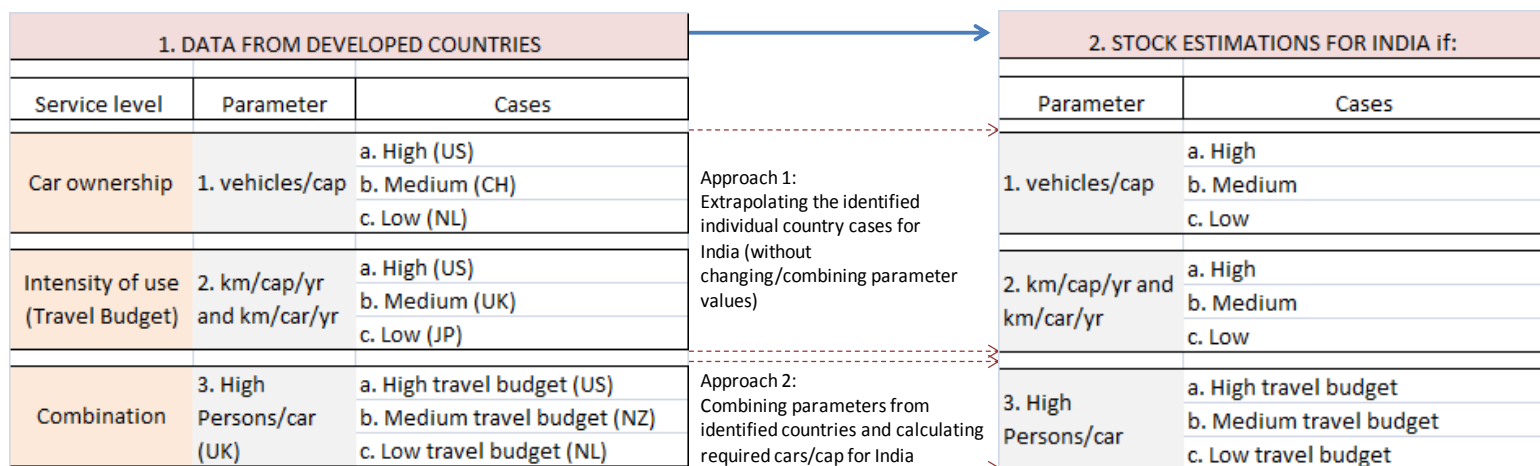 1. DATA FROM DEVELOPED COUNTRIES
Service level Parameter Cases
Car ownership
1. vehicles/cap
a. High (US)
b. Medium (CH)
c. Low (NL)
Intensity of use
(Travel Budget)
2. km/cap/yr
and km/car/yr
a. High (US)
b. Medium (UK)
c. Low (JP)
Combination
3. High
Persons/car
(UK)
a. High travel budget (US)
b. Medium travel budget (NZ)
c. Low travel budget (NL)
Approach 1:
Extrapolating the identified
individual country cases for
India (without
changing/combining parameter
values)
Approach 2:
Combining parameters from
identified countries and calculating
required cars/cap for India
2. STOCK ESTIMATIONS FOR INDIA if:
Parameter Cases
1. vehicles/cap
a. High
b. Medium
c. Low
2. km/cap/yr and
km/car/yr
a. High
b. Medium
c. Low
3. High
Persons/car
a. High travel budget
b. Medium travel budget
c. Low travel budget